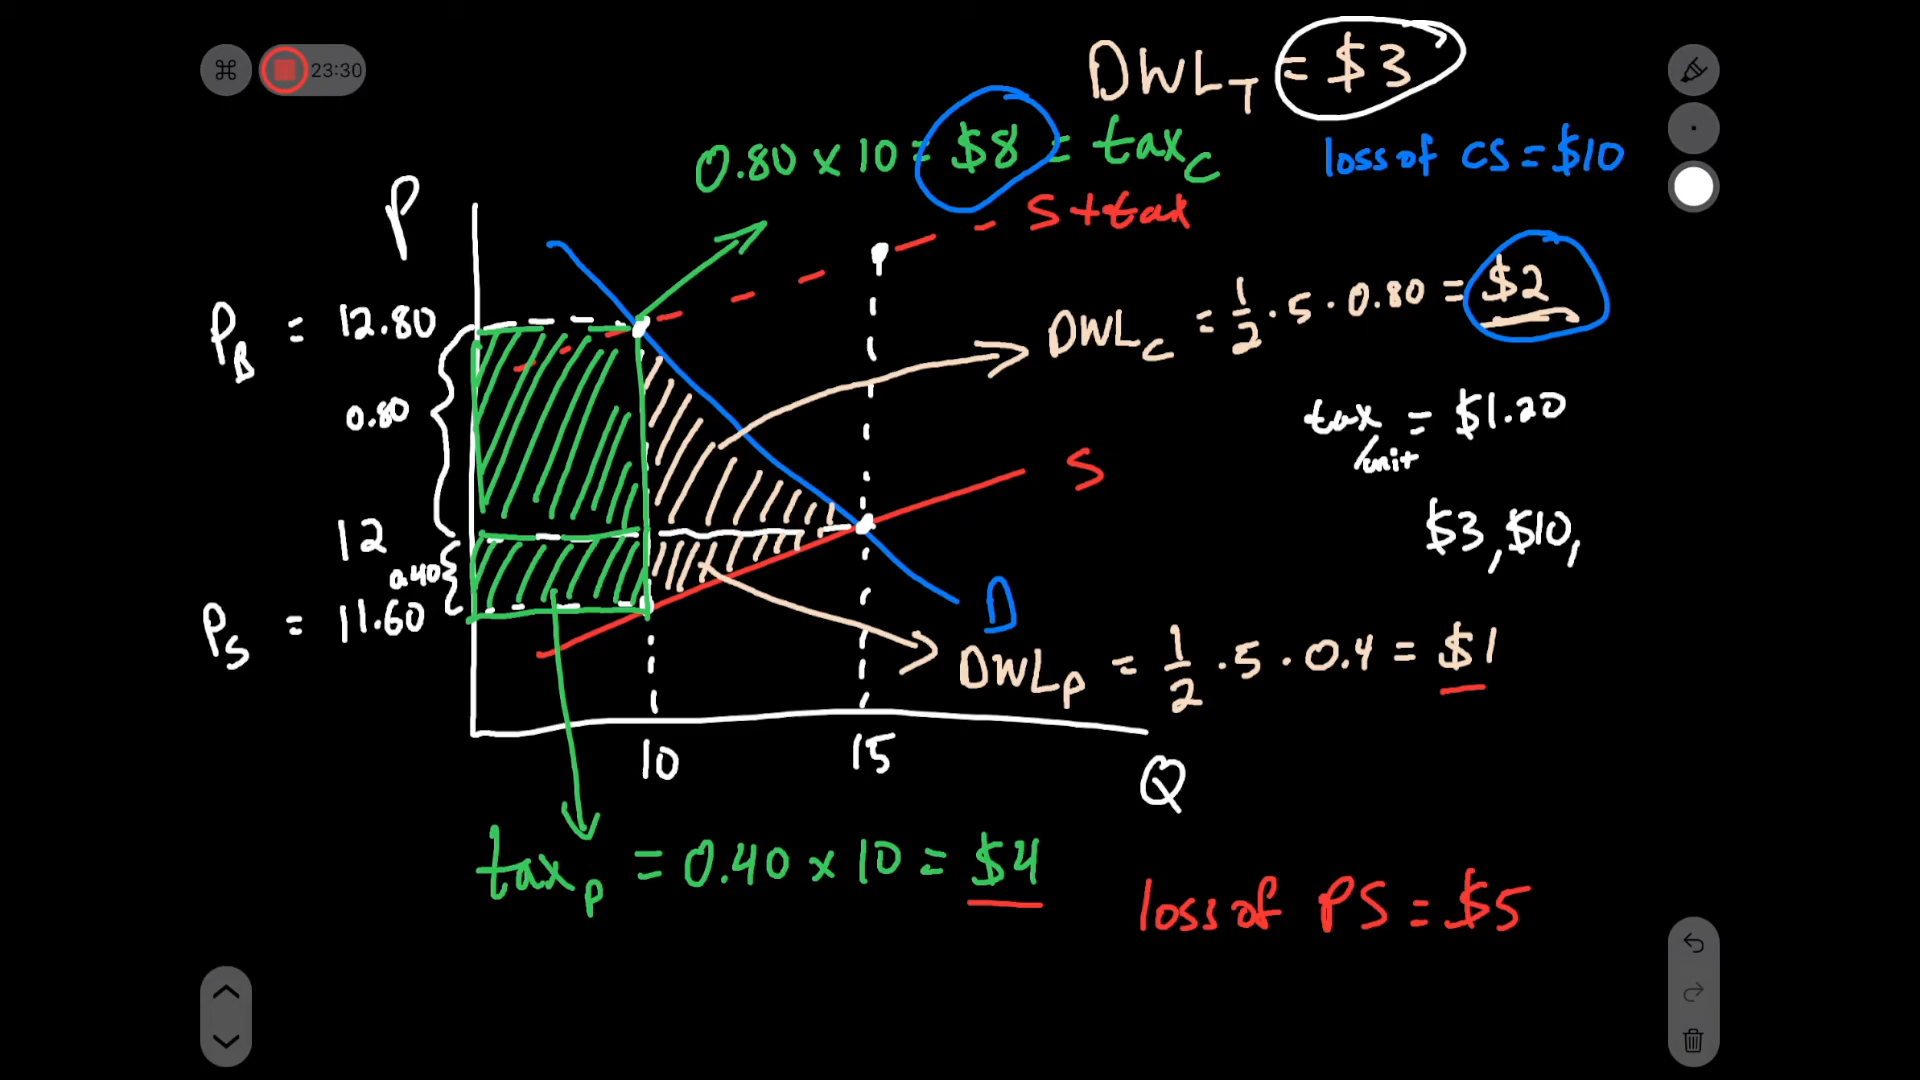 23:30
DWL_T = $3
0.80 x 10 = $8 = tax_C
loss of CS = $10
S + tax
P
P_B = 12.80
DWL_C = 1/2 · 5 · 0.80 = $2
0.80
tax/unit = $1.20
S
$3, $10,
12
0.40
P_S = 11.60
D
DWL_P = 1/2 · 5 · 0.4 = $1
10
15
Q
tax_P = 0.40 x 10 = $4
loss of PS = $5